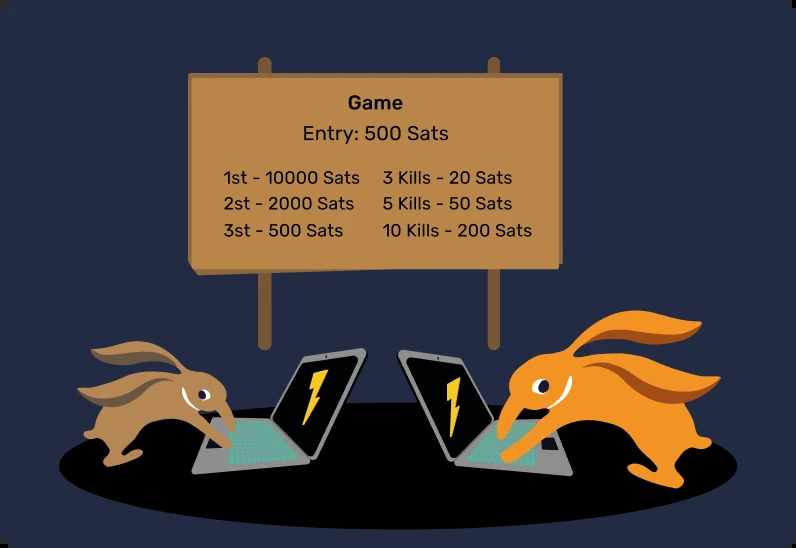 Game
Entry: 500 Sats
1st - 10000 Sats
2st - 2000 Sats
3st - 500 Sats
3 Kills - 20 Sats
5 Kills - 50 Sats
10 Kills - 200 Sats